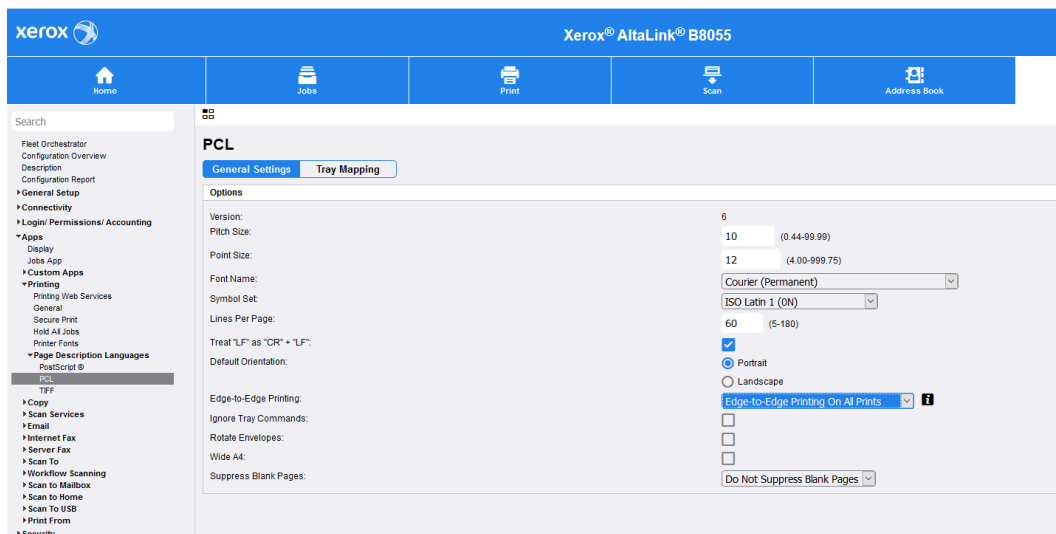 xerox
Xerox® AltaLink® B8055
Home
Jobs
Print
Scan
Address Book
Search
Fleet Orchestrator
Configuration Overview
Description
Configuration Report
General Setup
Connectivity
Login/ Permissions/ Accounting
Apps
Display
Jobs App
Custom Apps
Printing
Printing Web Services
General
Secure Print
Hold All Jobs
Printer Fonts
Page Description Languages
PostScript ®
PCL
TIFF
Copy
Scan Services
Email
Internet Fax
Server Fax
Scan To
Workflow Scanning
Scan to Mailbox
Scan to Home
Scan To USB
Print From
Security
PCL
General Settings Tray Mapping
Options
Version: 6
Pitch Size: 10 (0.44-99.99)
Point Size: 12 (4.00-999.75)
Font Name: Courier (Permanent)
Symbol Set: ISO Latin 1 (0N)
Lines Per Page: 60 (5-180)
Treat "LF" as "CR" + "LF":
Default Orientation: Portrait
Landscape
Edge-to-Edge Printing: Edge-to-Edge Printing On All Prints i
Ignore Tray Commands:
Rotate Envelopes:
Wide A4:
Suppress Blank Pages: Do Not Suppress Blank Pages